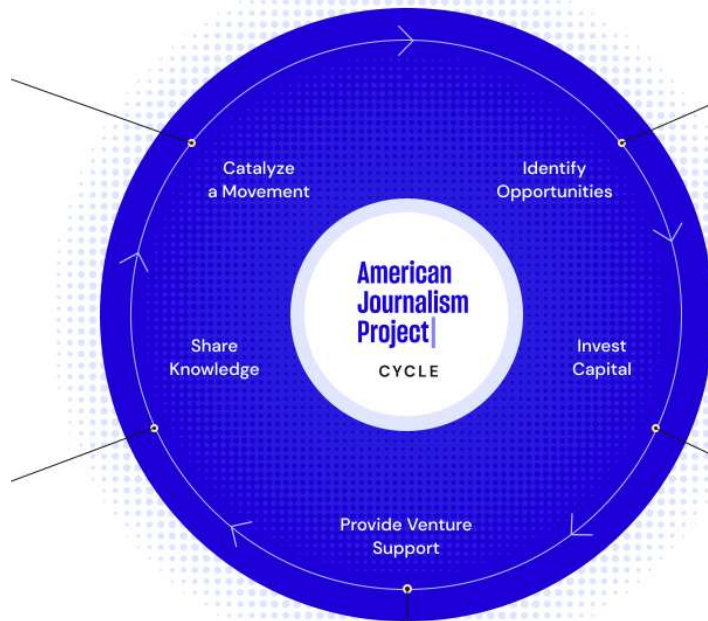 Catalyze
a Movement
Identify
Opportunities
American
Journalism
Project
CYCLE
Share
Knowledge
Invest
Capital
Provide Venture
Support